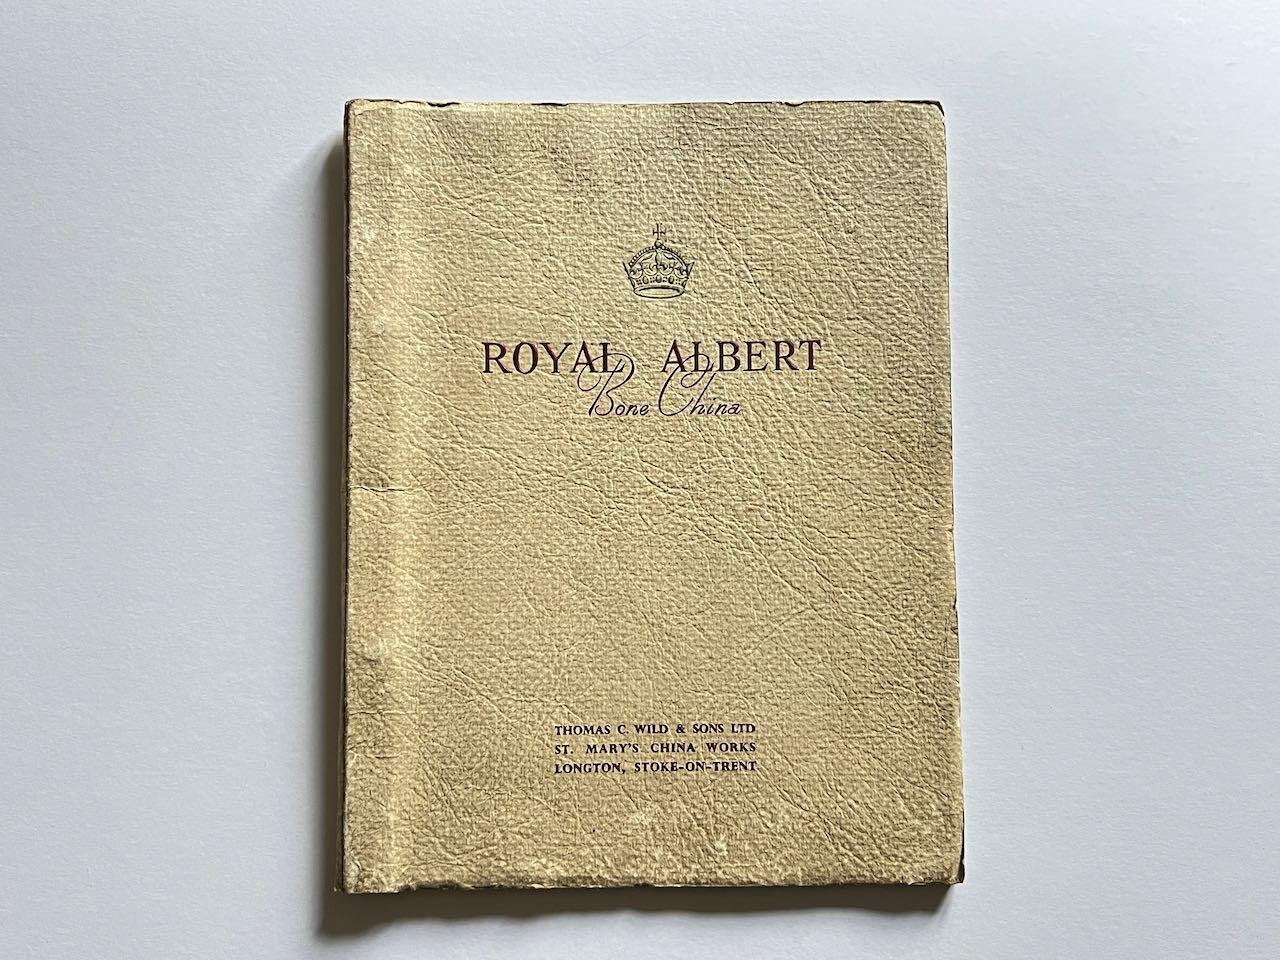 ROYAL ALBERT
Bone China
THOMAS C. WILD & SONS LTD
ST. MARY'S CHINA WORKS
LONGTON, STOKE-ON-TRENT